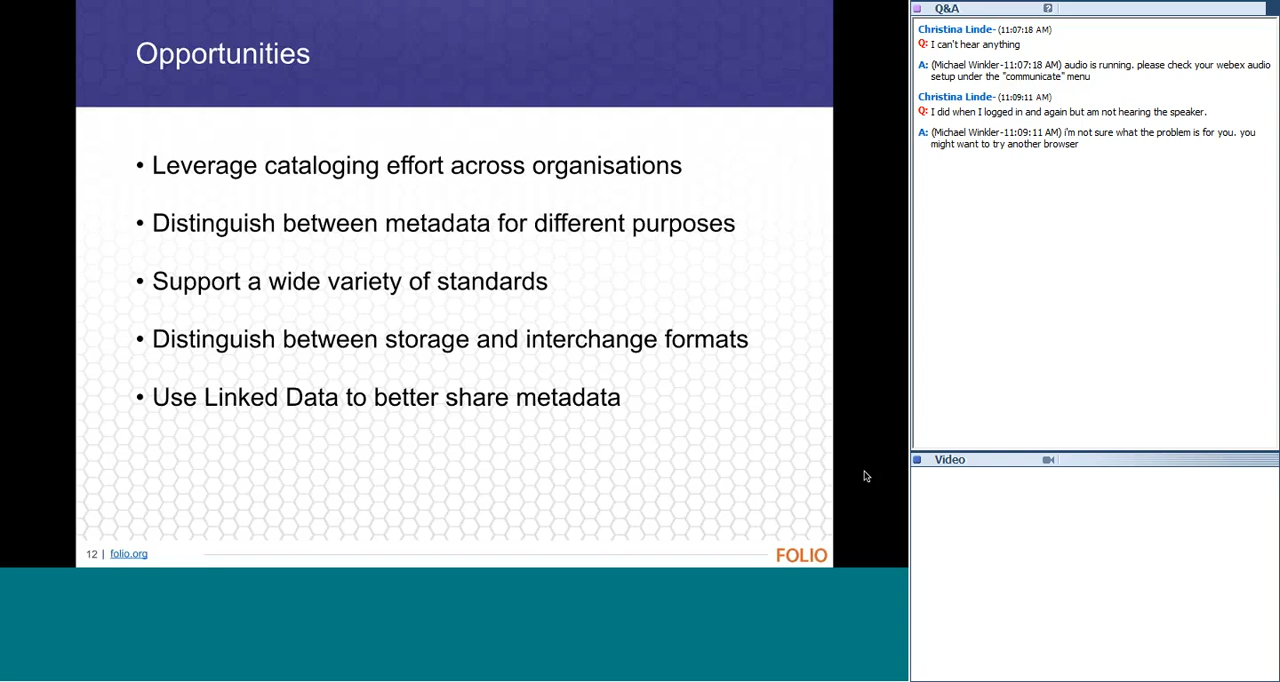 Opportunities
• Leverage cataloging effort across organisations
• Distinguish between metadata for different purposes
• Support a wide variety of standards
• Distinguish between storage and interchange formats
• Use Linked Data to better share metadata
12 | folio.org
FOLIO
Q&A
Christina Linde- (11:07:18 AM)
Q: I can't hear anything
A: (Michael Winkler-11:07:18 AM) audio is running. please check your webex audio
setup under the "communicate" menu
Christina Linde- (11:09:11 AM)
Q: I did when I logged in and again but am not hearing the speaker.
A: (Michael Winkler-11:09:11 AM) i'm not sure what the problem is for you. you
might want to try another browser
Video